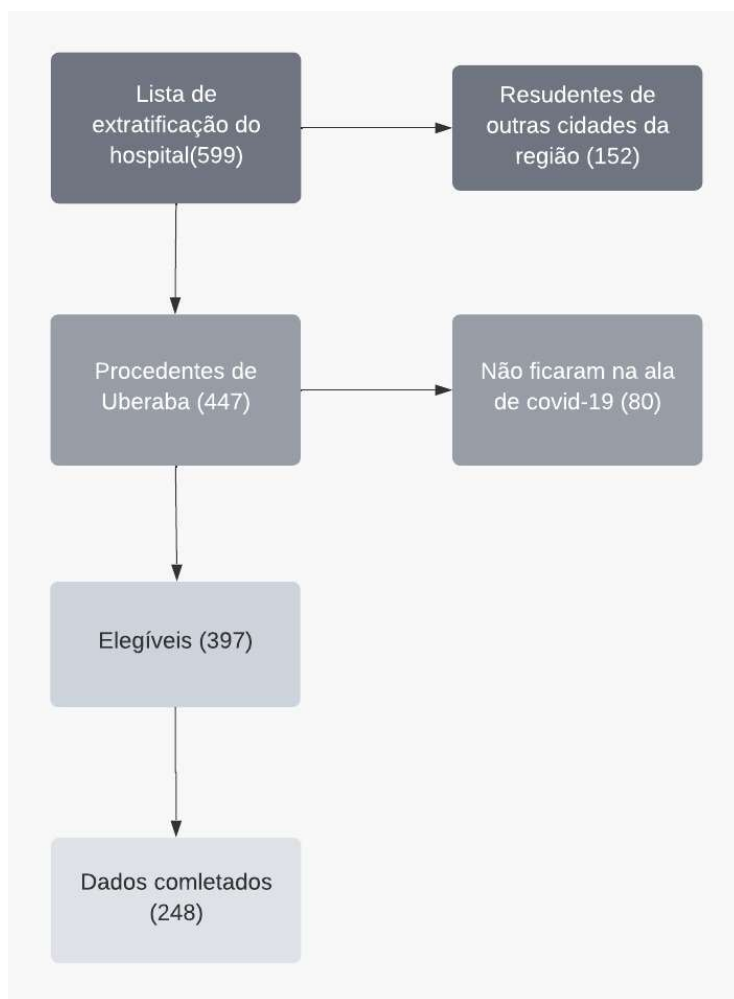 Lista de
extratificação do
hospital(599)
Resudentes de
outras cidades da
região (152)
Procedentes de
Uberaba (447)
Não ficaram na ala
de covid-19 (80)
Elegíveis (397)
Dados comletados
(248)